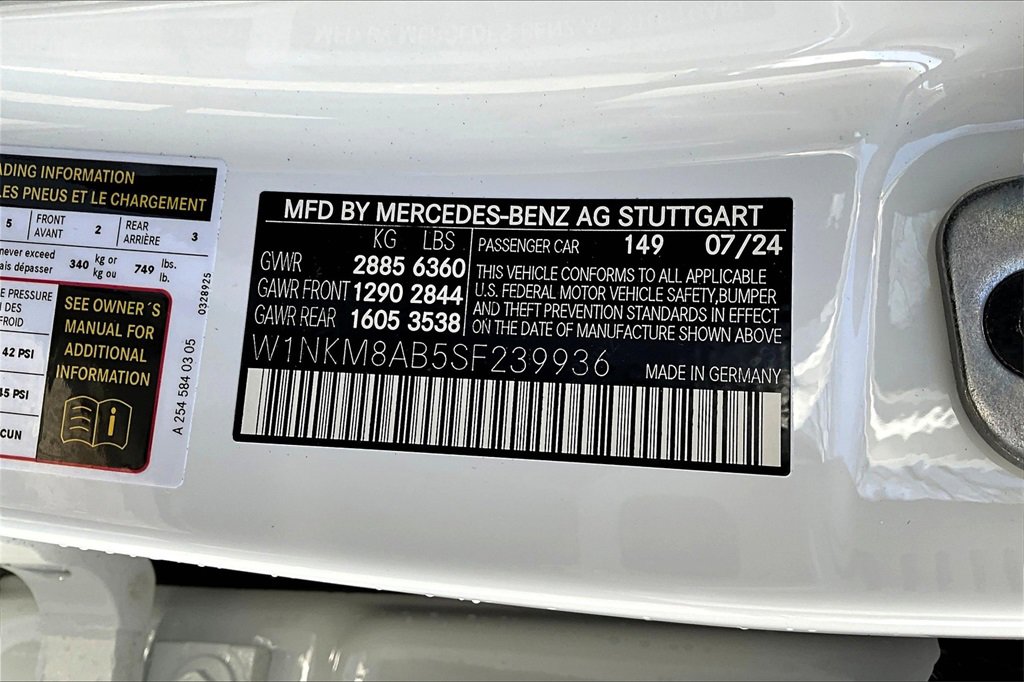 ADING INFORMATION
LES PNEUS ET LE CHARGEMENT
5 FRONT AVANT 2 REAR ARRIÈRE 3
never exceed
ais dépasser 340 kg or kg ou 749 lbs. lb.
E PRESSURE
N DES
FROID
42 PSI
45 PSI
CUN
SEE OWNER´S
MANUAL FOR
ADDITIONAL
INFORMATION
i
A 254 584 03 05
0328925
MFD BY MERCEDES-BENZ AG STUTTGART
KG LBS
GVWR 2885 6360
GAWR FRONT 1290 2844
GAWR REAR 1605 3538
PASSENGER CAR 149 07/24
THIS VEHICLE CONFORMS TO ALL APPLICABLE
U.S. FEDERAL MOTOR VEHICLE SAFETY,BUMPER
AND THEFT PREVENTION STANDARDS IN EFFECT
ON THE DATE OF MANUFACTURE SHOWN ABOVE
W1NKM8AB5SF239936
MADE IN GERMANY